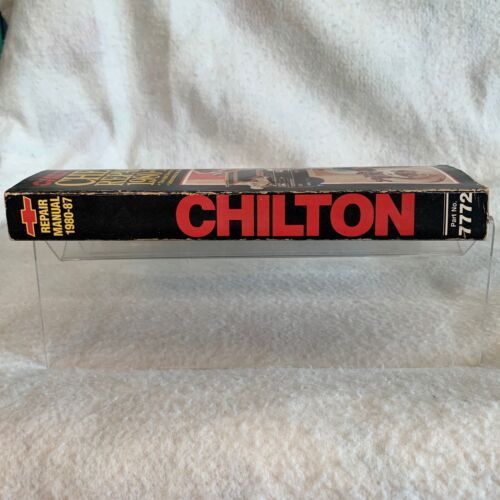 REPAIR
MANUAL
1980-87
CHILTON
Part No.
7772